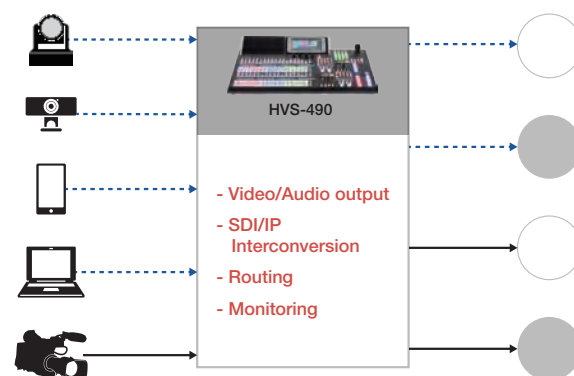 HVS-490
- Video/Audio output
- SDI/IP
Interconversion
- Routing
- Monitoring